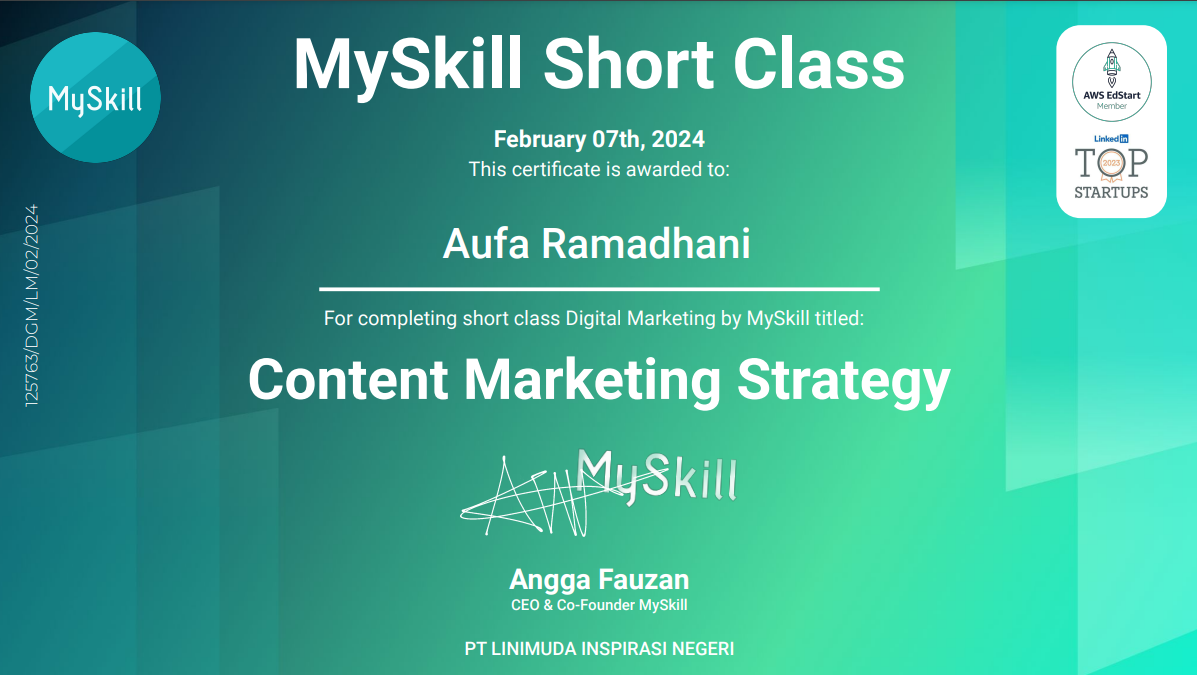 MySkill
MySkill Short Class
AWS EdStart
Member
LinkedIn
TOP
2023
STARTUPS
February 07th, 2024
This certificate is awarded to:
125763/DGM/LM/02/2024
Aufa Ramadhani
For completing short class Digital Marketing by MySkill titled:
Content Marketing Strategy
MySkill
Angga Fauzan
CEO & Co-Founder MySkill
PT LINIMUDA INSPIRASI NEGERI